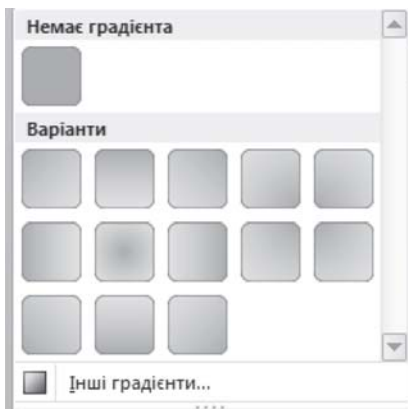 Немає градієнта
Варіанти
Інші градієнти...